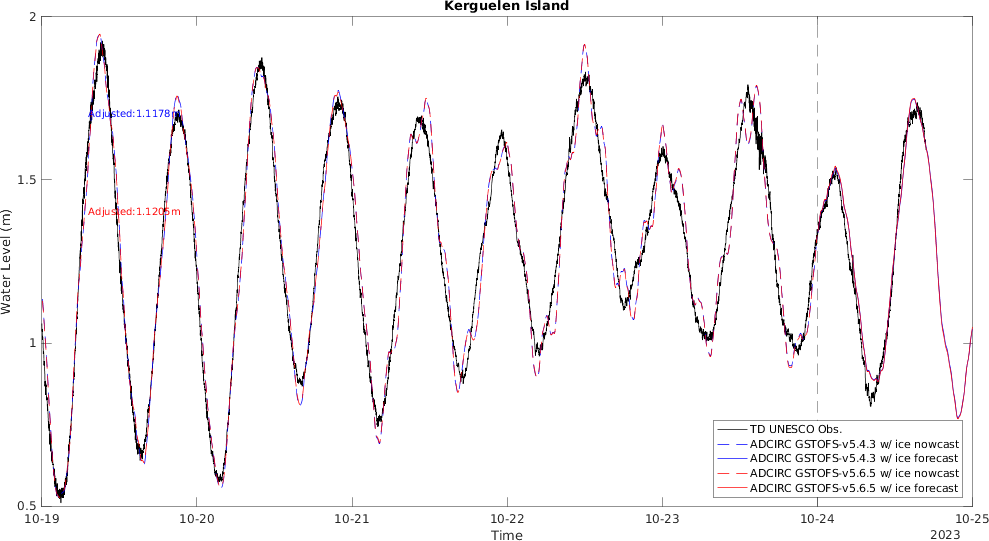 Kerguelen Island
2
1.5
1
0.5
Water Level (m)
Adjusted:1.1178m
Adjusted:1.1205m
TD UNESCO Obs.
ADCIRC GSTOFS-v5.4.3 w/ ice nowcast
ADCIRC GSTOFS-v5.4.3 w/ ice forecast
ADCIRC GSTOFS-v5.6.5 w/ ice nowcast
ADCIRC GSTOFS-v5.6.5 w/ ice forecast
10-19 10-20 10-21 10-22 10-23 10-24 10-25
Time
2023